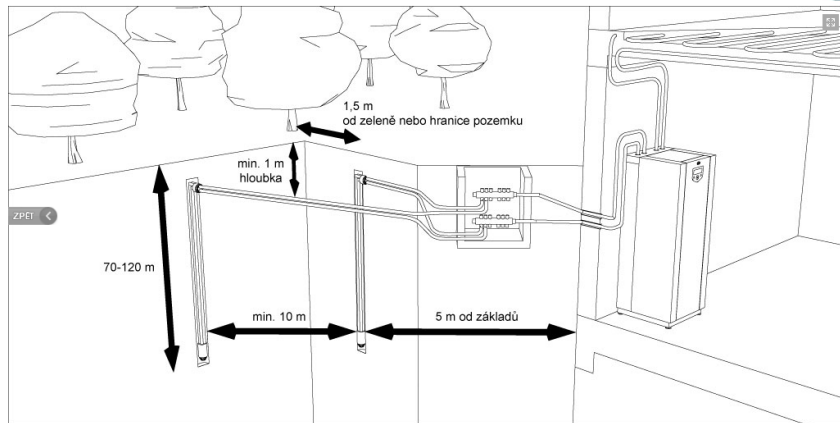 1,5 m
od zeleně nebo hranice pozemku
min. 1 m
hloubka
ZPĚT
70-120 m
min. 10 m
5 m od základů